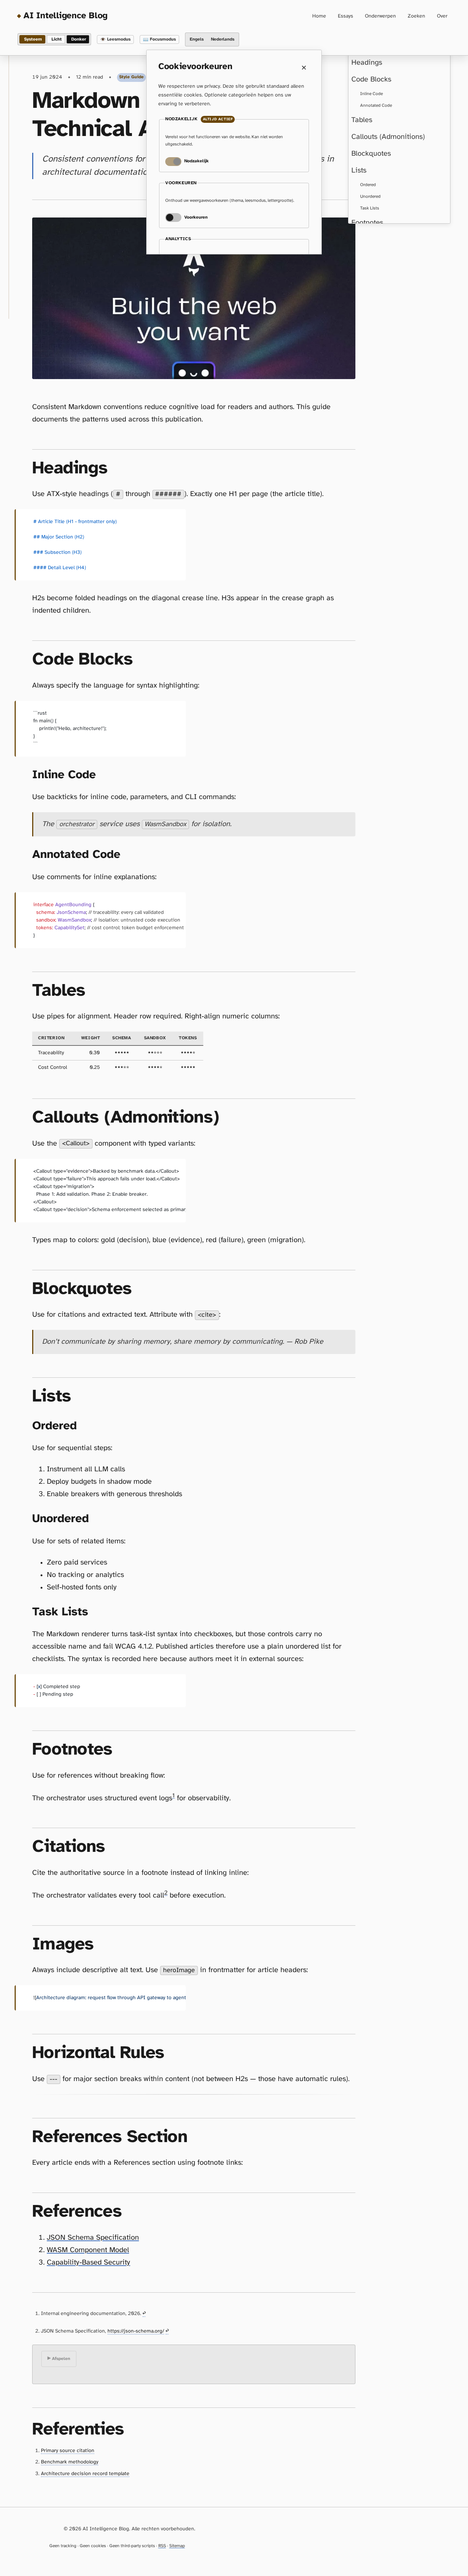 AI Intelligence Blog
Home Essays Onderwerpen Zoeken Over
Systeem Licht Donker Leesmodus Focusmodus Engels Nederlands
19 jun 2024 • 12 min read • Style Guide
Markdown
Technical A
Consistent conventions for
architectural documentatio
s in
Cookievoorkeuren
×
We respecteren uw privacy. Deze site gebruikt standaard alleen
essentiële cookies. Optionele categorieën helpen ons uw
ervaring te verbeteren.
NOODZAKELIJK ALTIJD ACTIEF
Vereist voor het functioneren van de website. Kan niet worden
uitgeschakeld.
Noodzakelijk
VOORKEUREN
Onthoud uw weergavevoorkeuren (thema, leesmodus, lettergrootte).
Voorkeuren
ANALYTICS
Headings
Code Blocks
Inline Code
Annotated Code
Tables
Callouts (Admonitions)
Blockquotes
Lists
Ordered
Unordered
Task Lists
Footnotes
Build the web
you want
Consistent Markdown conventions reduce cognitive load for readers and authors. This guide
documents the patterns used across this publication.
Headings
Use ATX-style headings (# through ######). Exactly one H1 per page (the article title).
# Article Title (H1 - frontmatter only)
## Major Section (H2)
### Subsection (H3)
#### Detail Level (H4)
H2s become folded headings on the diagonal crease line. H3s appear in the crease graph as
indented children.
Code Blocks
Always specify the language for syntax highlighting:
```rust
fn main() {
println!("Hello, architecture!");
}
```
Inline Code
Use backticks for inline code, parameters, and CLI commands:
The orchestrator service uses WasmSandbox for isolation.
Annotated Code
Use comments for inline explanations:
interface AgentBounding {
schema: JsonSchema; // traceability: every call validated
sandbox: WasmSandbox; // isolation: untrusted code execution
tokens: CapabilitySet; // cost control: token budget enforcement
}
Tables
Use pipes for alignment. Header row required. Right-align numeric columns:
CRITERION WEIGHT SCHEMA SANDBOX TOKENS
Traceability 0.30 ★★★★★ ★★☆☆☆ ★★★★☆
Cost Control 0.25 ★★★☆☆ ★★★★☆ ★★★★★
Callouts (Admonitions)
Use the <Callout> component with typed variants:
<Callout type="evidence">Backed by benchmark data.</Callout>
<Callout type="failure">This approach fails under load.</Callout>
<Callout type="migration">
Phase 1: Add validation. Phase 2: Enable breaker.
</Callout>
<Callout type="decision">Schema enforcement selected as primar
Types map to colors: gold (decision), blue (evidence), red (failure), green (migration).
Blockquotes
Use for citations and extracted text. Attribute with <cite>:
Don't communicate by sharing memory, share memory by communicating. — Rob Pike
Lists
Ordered
Use for sequential steps:
1. Instrument all LLM calls
2. Deploy budgets in shadow mode
3. Enable breakers with generous thresholds
Unordered
Use for sets of related items:
• Zero paid services
• No tracking or analytics
• Self-hosted fonts only
Task Lists
The Markdown renderer turns task-list syntax into checkboxes, but those controls carry no
accessible name and fail WCAG 4.1.2. Published articles therefore use a plain unordered list for
checklists. The syntax is recorded here because authors meet it in external sources:
- [x] Completed step
- [ ] Pending step
Footnotes
Use for references without breaking flow:
The orchestrator uses structured event logs1 for observability.
Citations
Cite the authoritative source in a footnote instead of linking inline:
The orchestrator validates every tool call2 before execution.
Images
Always include descriptive alt text. Use heroImage in frontmatter for article headers:
![Architecture diagram: request flow through API gateway to agent
Horizontal Rules
Use --- for major section breaks within content (not between H2s — those have automatic rules).
References Section
Every article ends with a References section using footnote links:
References
1. JSON Schema Specification
2. WASM Component Model
3. Capability-Based Security
1. Internal engineering documentation, 2026. ↩
2. JSON Schema Specification, https://json-schema.org/ ↩
Afspelen
Referenties
1. Primary source citation
2. Benchmark methodology
3. Architecture decision record template
© 2026 AI Intelligence Blog. Alle rechten voorbehouden.
Geen tracking · Geen cookies · Geen third-party scripts · RSS · Sitemap